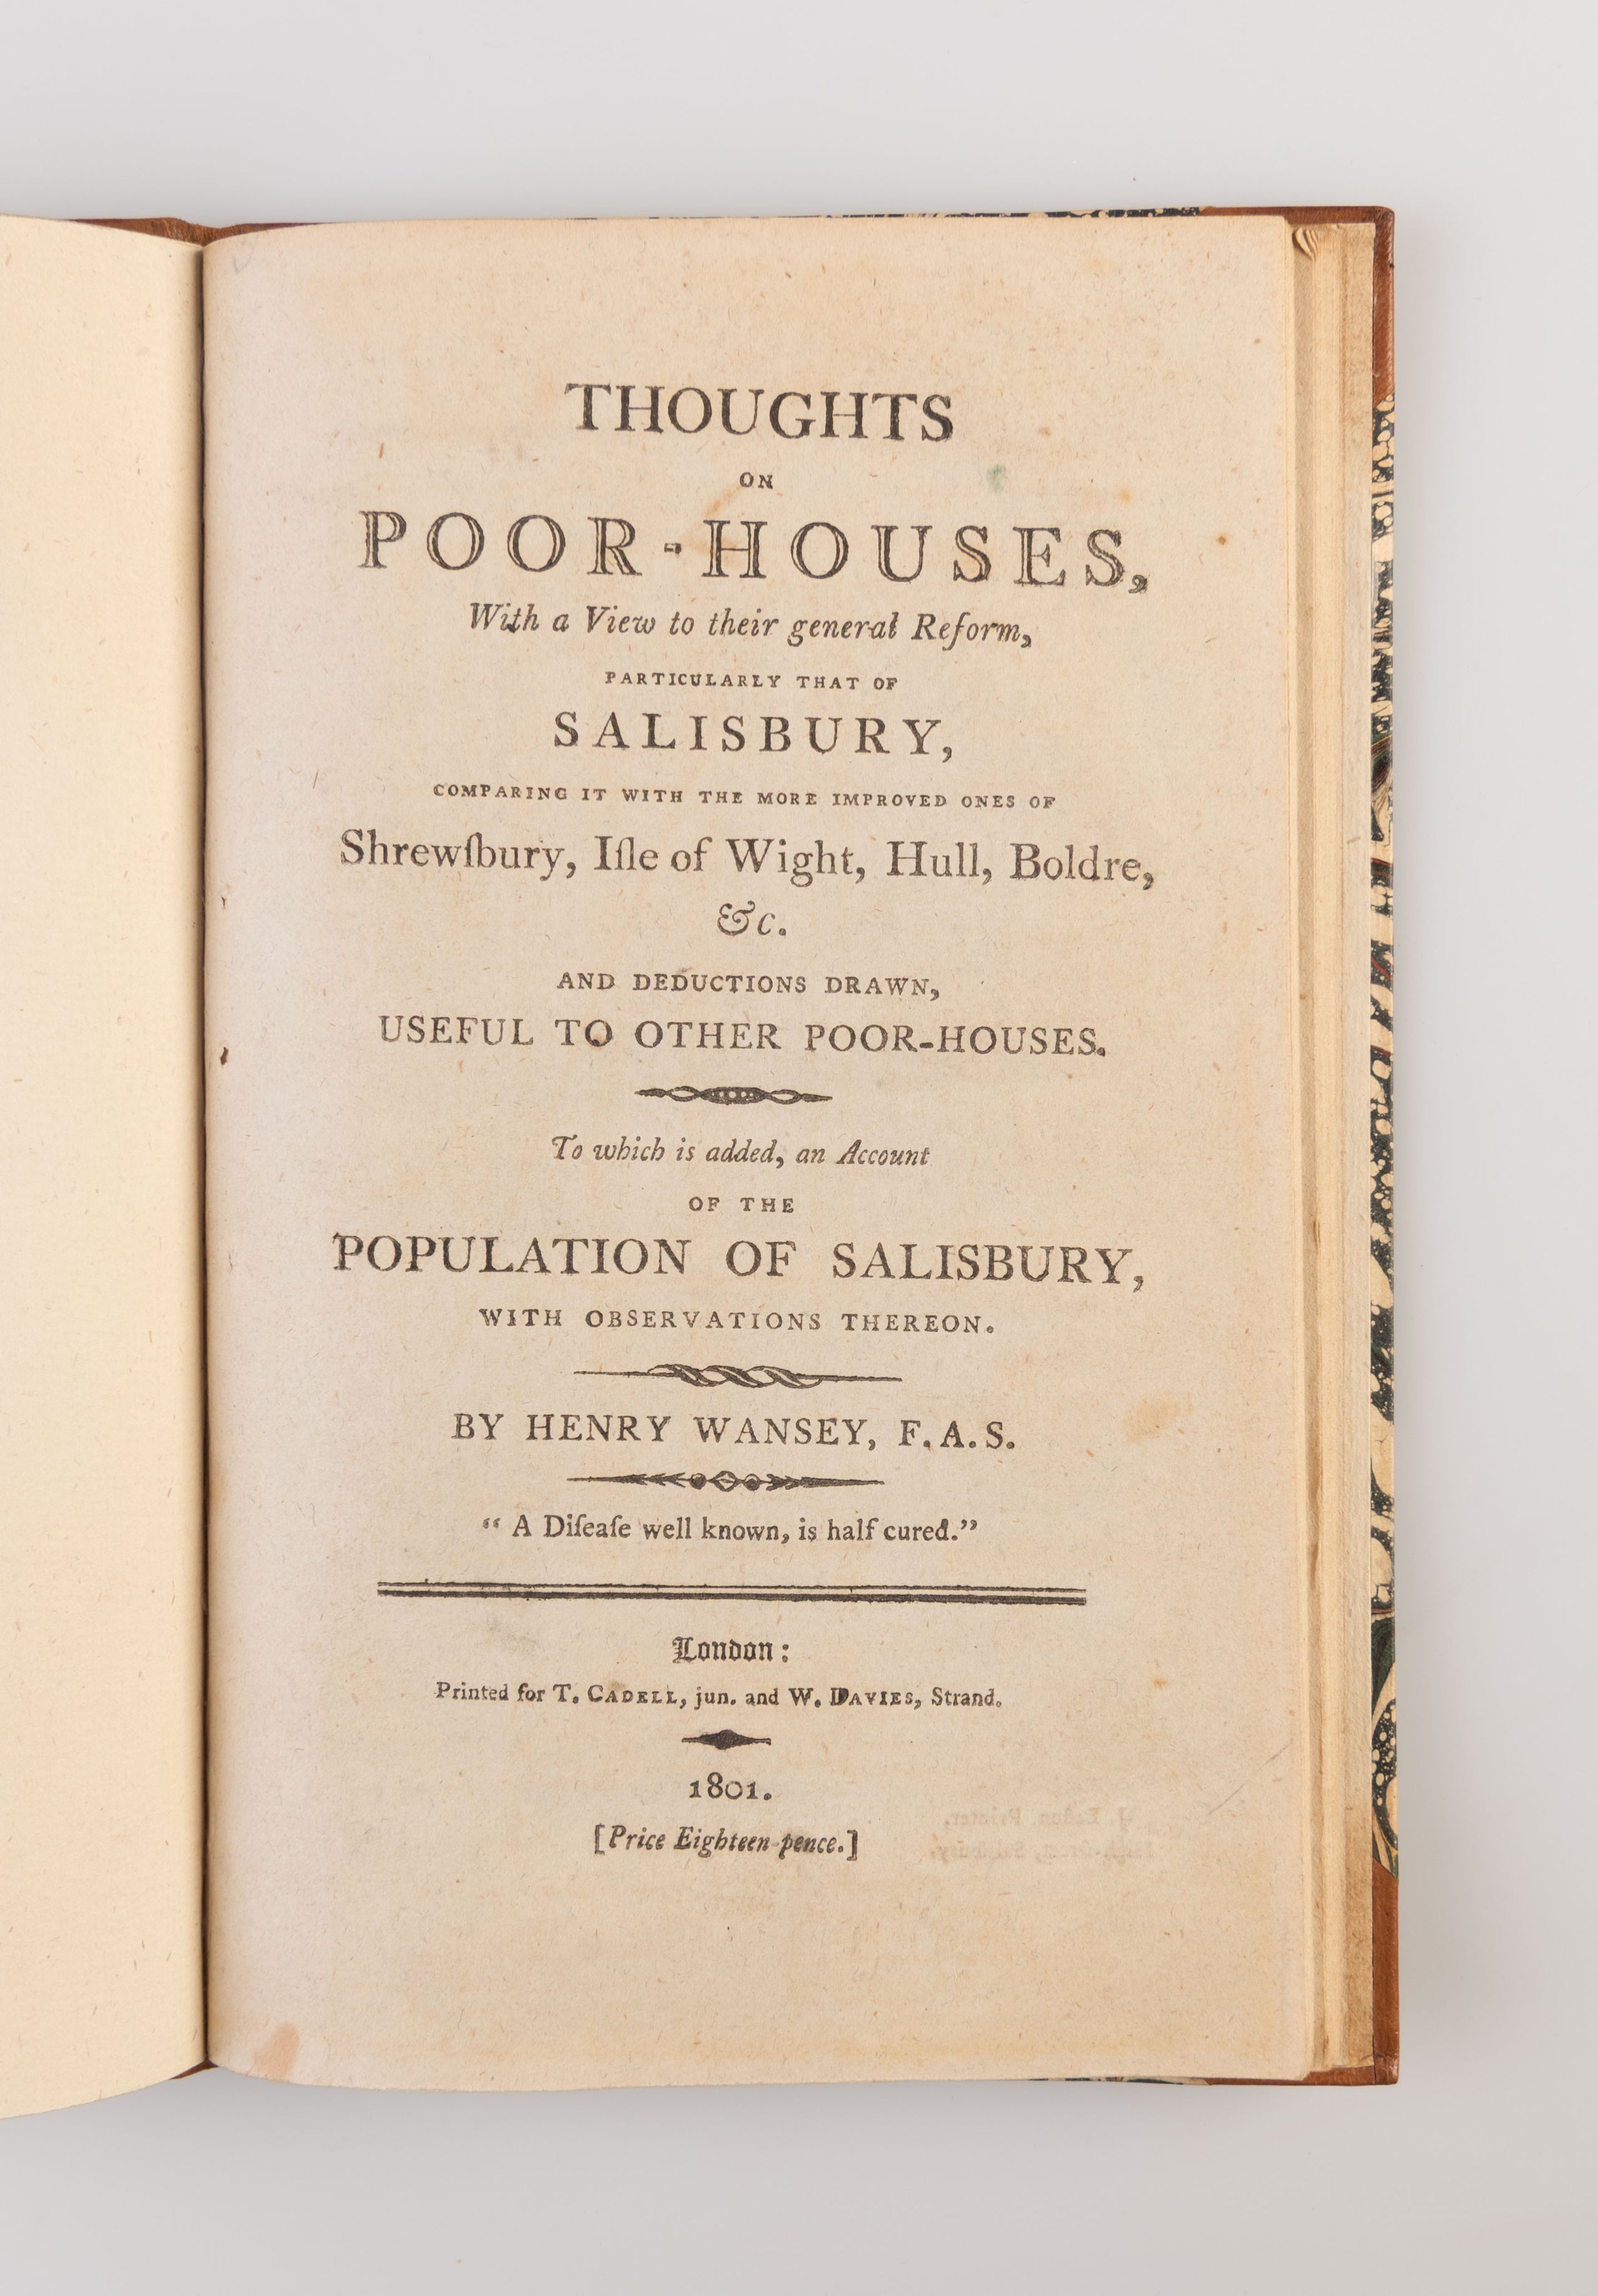 THOUGHTS
ON
POOR-HOUSES,
With a View to their general Reform,
PARTICULARLY THAT OF
SALISBURY,
COMPARING IT WITH THE MORE IMPROVED ONES OF
Shrewſbury, Iſle of Wight, Hull, Boldre,
&c.
AND DEDUCTIONS DRAWN,
USEFUL TO OTHER POOR-HOUSES.
To which is added, an Account
OF THE
POPULATION OF SALISBURY,
WITH OBSERVATIONS THEREON.
BY HENRY WANSEY, F.A.S.
“ A Diſeaſe well known, is half cured.”
London:
Printed for T. CADELL, jun. and W. DAVIES, Strand.
1801.
[Price Eighteen-pence.]